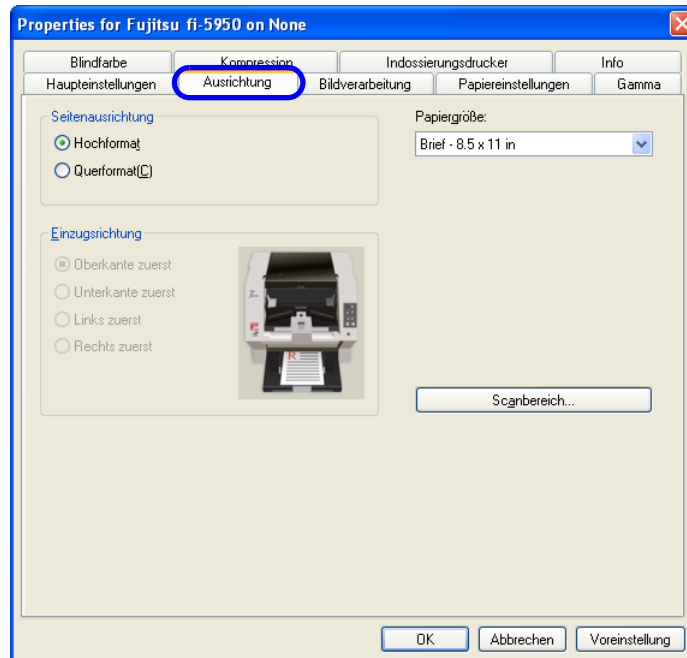 Properties for Fujitsu fi-5950 on None
Blindfarbe Kompression Indossierungsdrucker Info
Haupteinstellungen Ausrichtung Bildverarbeitung Papiereinstellungen Gamma
Seitenausrichtung
Hochformat
Querformat(C)
Papiergröße:
Brief - 8.5 x 11 in
Einzugsrichtung
Oberkante zuerst
Unterkante zuerst
Links zuerst
Rechts zuerst
R
Scanbereich...
OK Abbrechen Voreinstellung